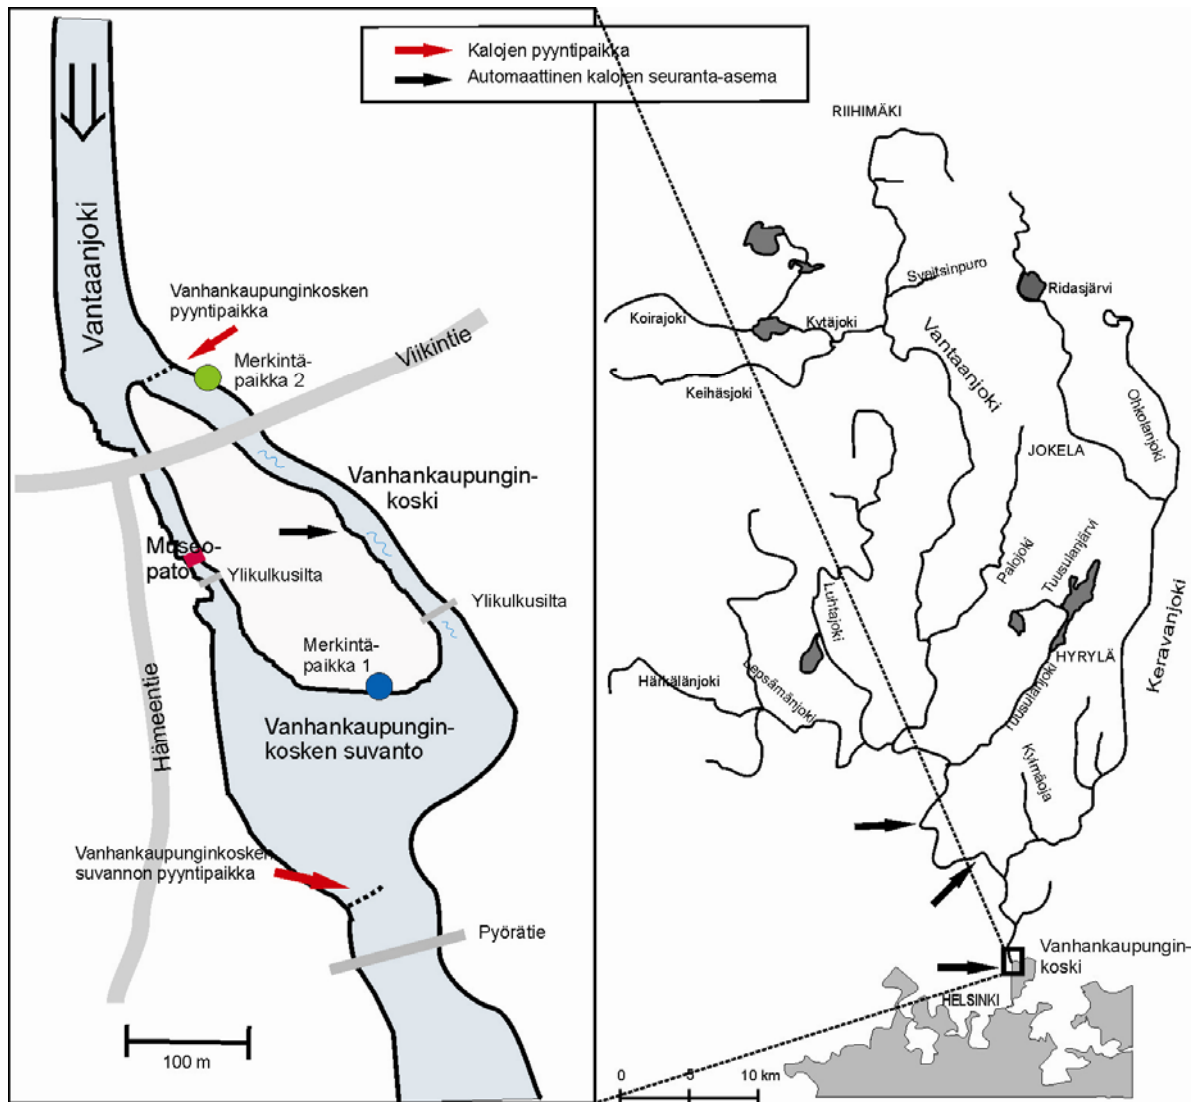 Kalojen pyyntipaikka
Automaattinen kalojen seuranta-asema
Vantaanjoki
Vanhankaupunginkosken
pyyntipaikka
Merkintä-
paikka 2
Viikintie
Vanhankaupungin-
koski
Museo-
pato
Ylikulkusilta
Ylikulkusilta
Merkintä-
paikka 1
Vanhankaupungin-
kosken suvanto
Hämeentie
Vanhankaupunginkosken
suvannon pyyntipaikka
Pyörätie
100 m
RIIHIMÄKI
Sveitsinpuro
Ridasjärvi
Koirajoki
Kytäjoki
Vantaanjoki
Keihäsjoki
Ohkolanjoki
JOKELA
Palojoki
Tuusulanjärvi
Luhtajoki
HYRYLÄ
Keravanjoki
Härkälänjoki
Lepsämänjoki
Tuusulanjoki
Kylmäoja
Vanhankaupungin-
koski
HELSINKI
0 5 10 km